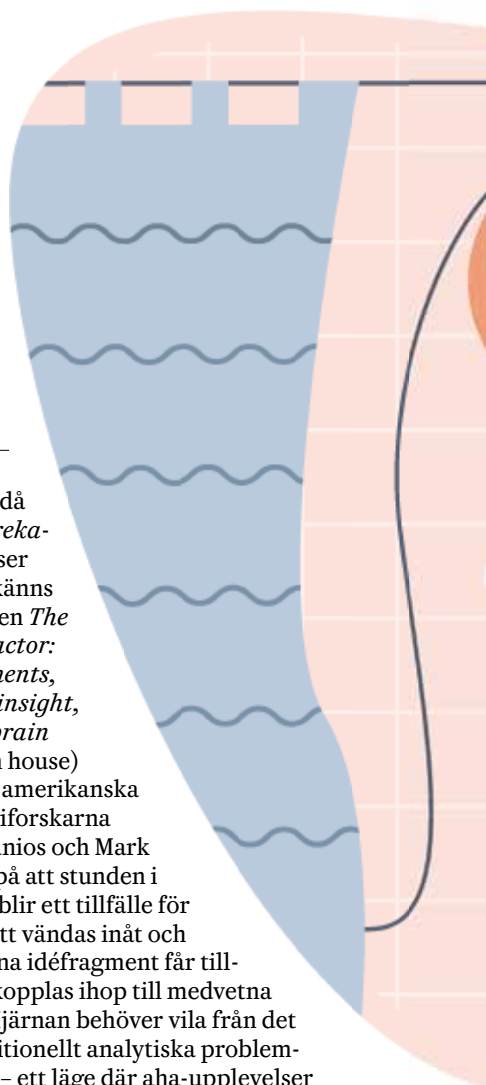 –
då
reka-
ser
känns
en The
actor:
nents,
insight,
brain
n house)
amerikanska
iforskarna
unios och Mark
på att stunden i
blir ett tillfälle för
tt vändas inåt och
na idéfragment får till-
kopplas ihop till medvetna
järnan behöver vila från det
itionellt analytiska problem-
– ett läge där aha-upplevelser